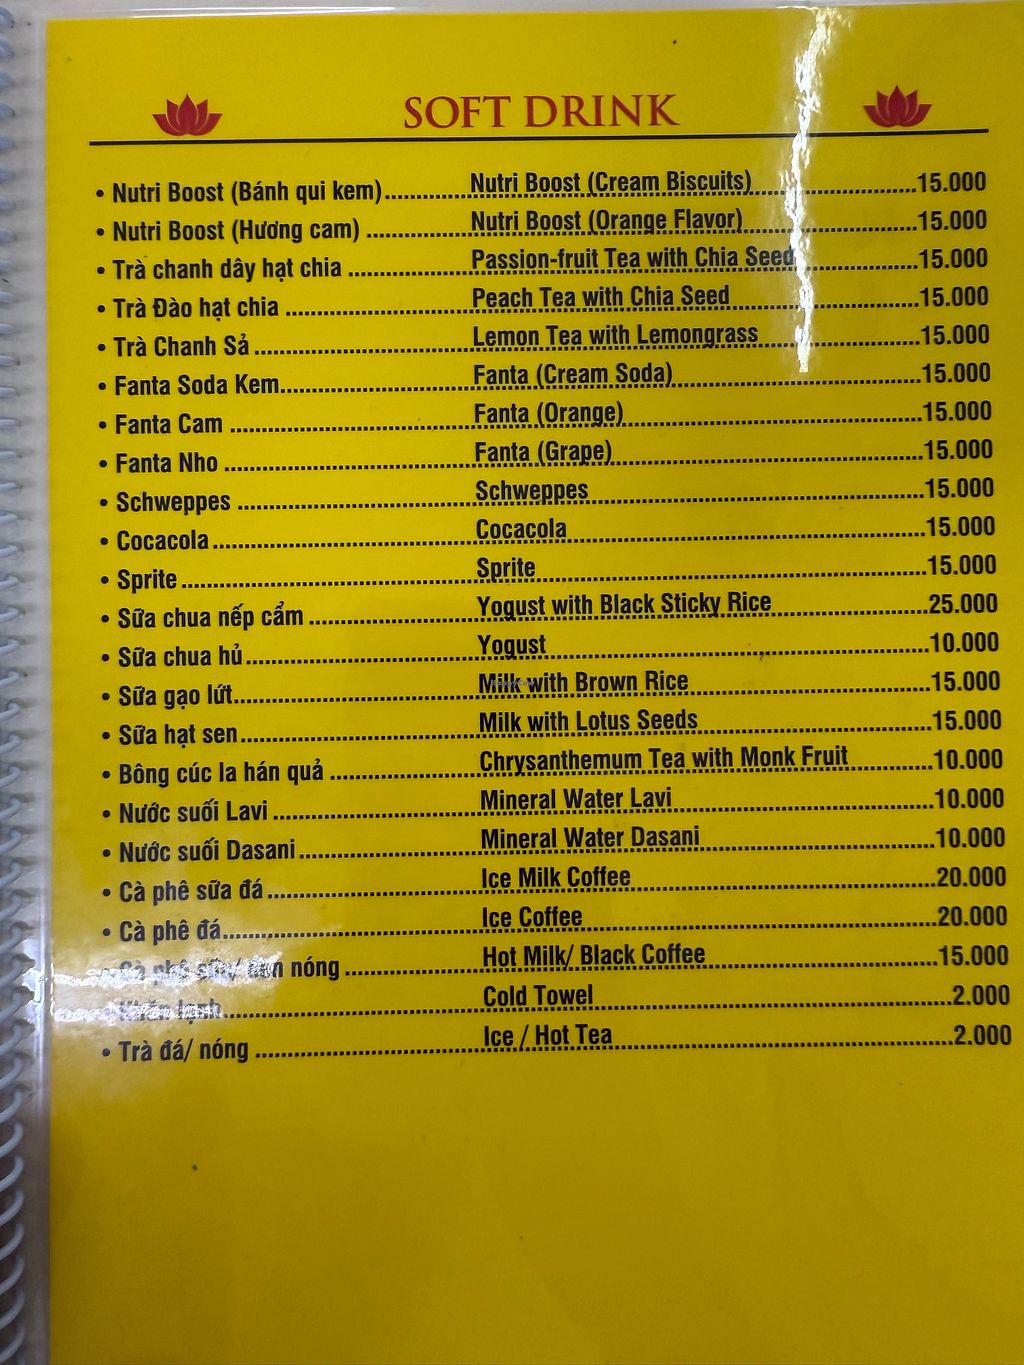 SOFT DRINK
• Nutri Boost (Bánh qui kem)..........Nutri Boost (Cream Biscuits)..........15.000
• Nutri Boost (Hương cam)..........Nutri Boost (Orange Flavor)..........15.000
• Trà chanh dây hạt chia..........Passion-fruit Tea with Chia Seed..........15.000
• Trà Đào hạt chia..........Peach Tea with Chia Seed..........15.000
• Trà Chanh Sả..........Lemon Tea with Lemongrass..........15.000
• Fanta Soda Kem..........Fanta (Cream Soda)..........15.000
• Fanta Cam..........Fanta (Orange)..........15.000
• Fanta Nho..........Fanta (Grape)..........15.000
• Schweppes..........Schweppes..........15.000
• Cocacola..........Cocacola..........15.000
• Sprite..........Sprite..........15.000
• Sữa chua nếp cẩm..........Yogust with Black Sticky Rice..........25.000
• Sữa chua hủ..........Yogust..........10.000
• Sữa gạo lứt..........Milk with Brown Rice..........15.000
• Sữa hạt sen..........Milk with Lotus Seeds..........15.000
• Bông cúc la hán quả..........Chrysanthemum Tea with Monk Fruit..........10.000
• Nước suối Lavi..........Mineral Water Lavi..........10.000
• Nước suối Dasani..........Mineral Water Dasani..........10.000
• Cà phê sữa đá..........Ice Milk Coffee..........20.000
• Cà phê đá..........Ice Coffee..........20.000
Cà phê sữa/ nóng..........Hot Milk/ Black Coffee..........15.000
lạnh..........Cold Towel..........2.000
• Trà đá/ nóng..........Ice / Hot Tea..........2.000